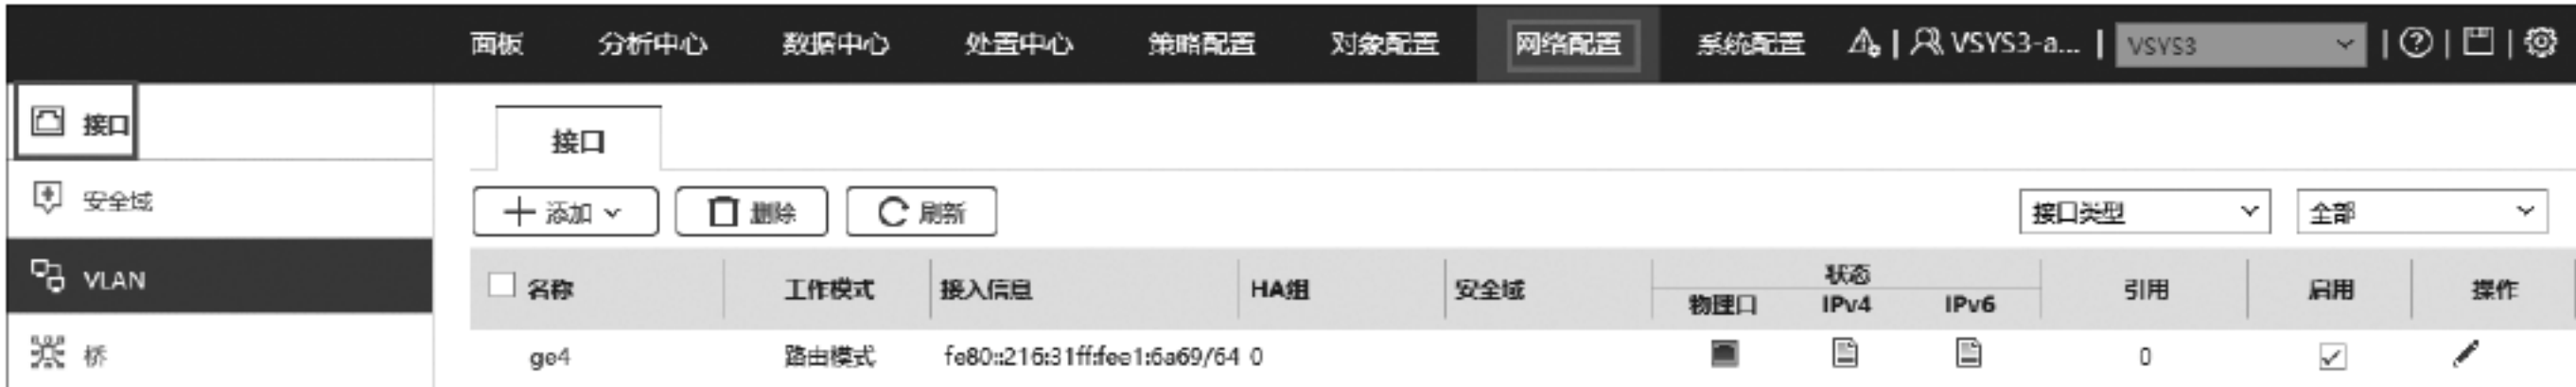 面板 分析中心 数据中心 处置中心 策略配置 对象配置 网络配置 系统配置 VSYS3-a... VSYS3
接口
安全域
VLAN
桥
接口
添加 删除 刷新 接口类型 全部
名称 工作模式 接入信息 HA组 安全域 状态 引用 启用 操作
物理口 IPv4 IPv6
ge4 路由模式 fe80::216:31ff:fee1:6a69/64 0 0